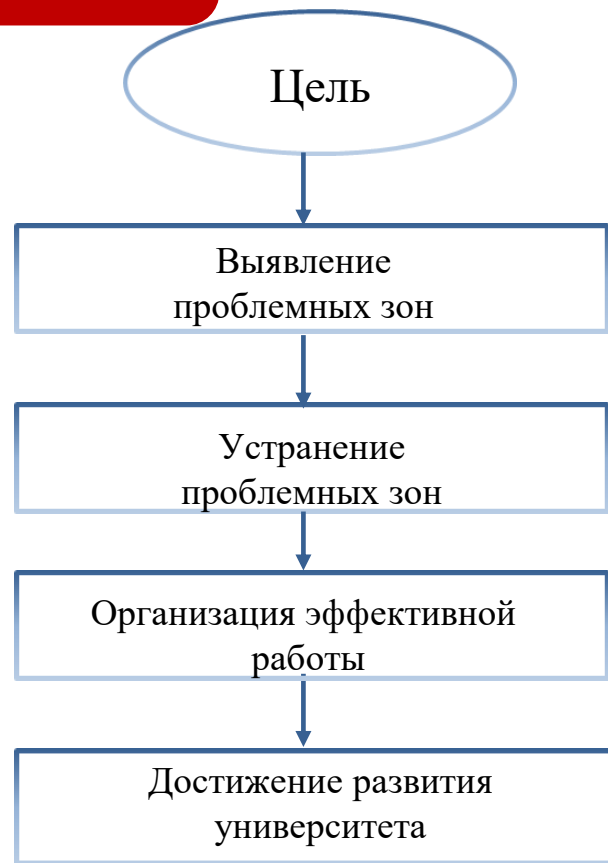 Цель
Выявление
проблемных зон
Устранение
проблемных зон
Организация эффективной
работы
Достижение развития
университета